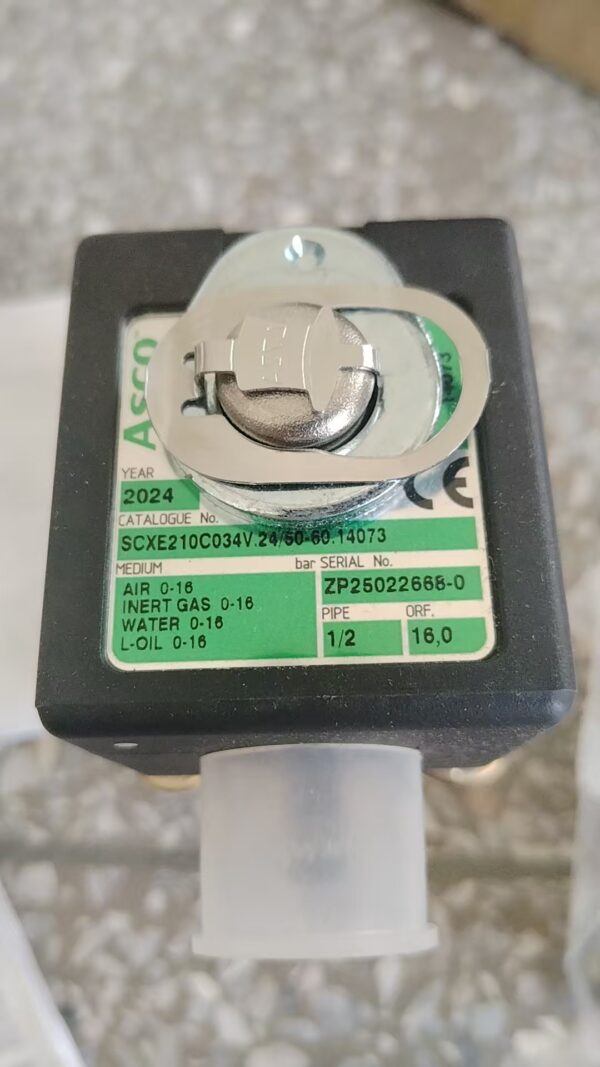 ASCO
YEAR
2024
CE
CATALOGUE No.
SCXE210C034V.24/50-60.14073
MEDIUM bar
AIR 0-16
INERT GAS 0-16
WATER 0-16
L-OIL 0-16
SERIAL No.
ZP25022668-0
PIPE ORF.
1/2 16,0